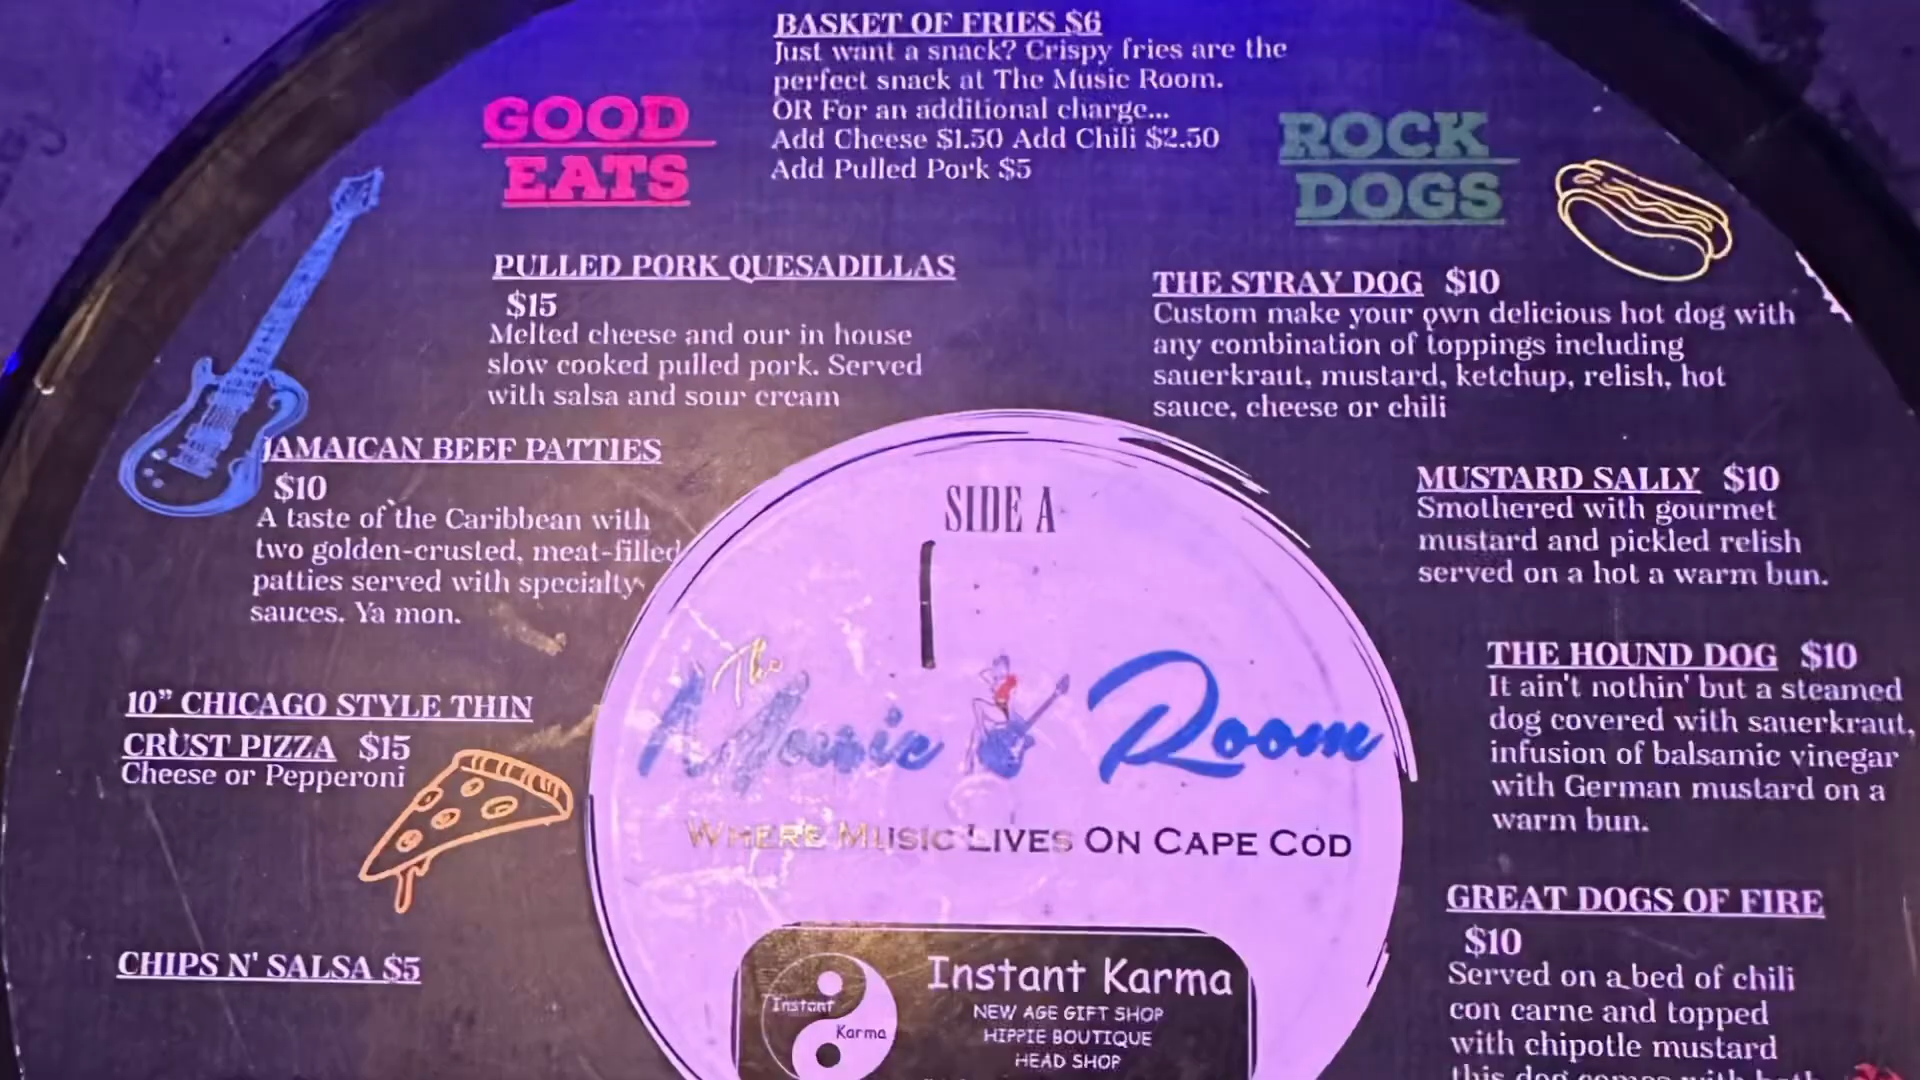 BASKET OF FRIES $6
Just want a snack? Crispy fries are the
perfect snack at The Music Room.
OR For an additional charge...
Add Cheese $1.50 Add Chili $2.50
Add Pulled Pork $5
GOOD
EATS
PULLED PORK QUESADILLAS
$15
Melted cheese and our in house
slow cooked pulled pork. Served
with salsa and sour cream
JAMAICAN BEEF PATTIES
$10
A taste of the Caribbean with
two golden-crusted, meat-filled
patties served with specialty
sauces. Ya mon.
10” CHICAGO STYLE THIN
CRUST PIZZA $15
Cheese or Pepperoni
CHIPS N' SALSA $5
ROCK
DOGS
THE STRAY DOG $10
Custom make your own delicious hot dog with
any combination of toppings including
sauerkraut, mustard, ketchup, relish, hot
sauce, cheese or chili
MUSTARD SALLY $10
Smothered with gourmet
mustard and pickled relish
served on a hot a warm bun.
THE HOUND DOG $10
It ain't nothin' but a steamed
dog covered with sauerkraut,
infusion of balsamic vinegar
with German mustard on a
warm bun.
GREAT DOGS OF FIRE
$10
Served on a bed of chili
con carne and topped
with chipotle mustard
this dog comes with both
SIDE A
The
Music Room
WHERE MUSIC LIVES ON CAPE COD
Instant
Karma
Instant Karma
NEW AGE GIFT SHOP
HIPPIE BOUTIQUE
HEAD SHOP